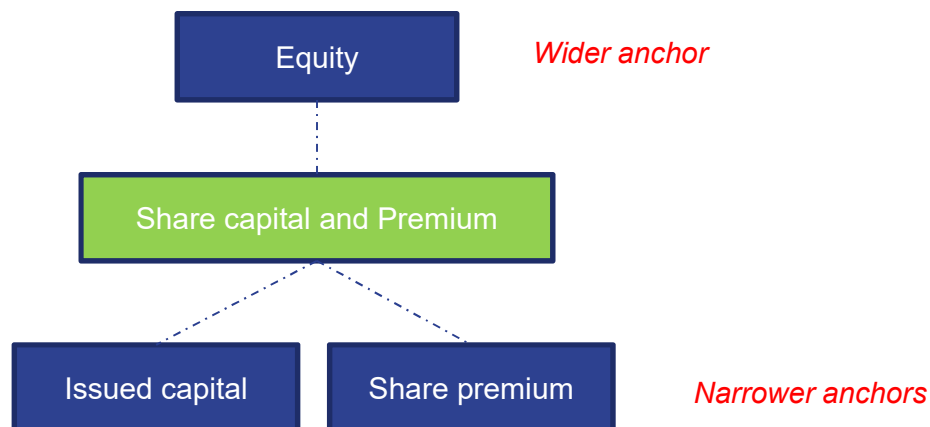 Equity
Wider anchor
Share capital and Premium
Issued capital
Share premium
Narrower anchors